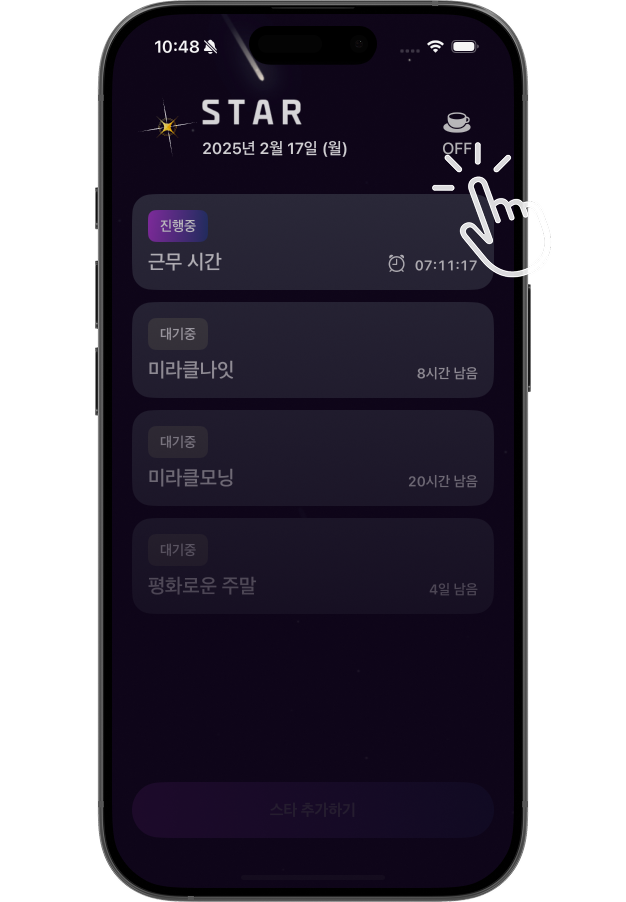 10:48
STAR
2025년 2월 17일 (월)
OFF
진행중
근무 시간
07:11:17
대기중
미라클나잇
8시간 남음
대기중
미라클모닝
20시간 남음
대기중
평화로운 주말
4일 남음
스타 추가하기